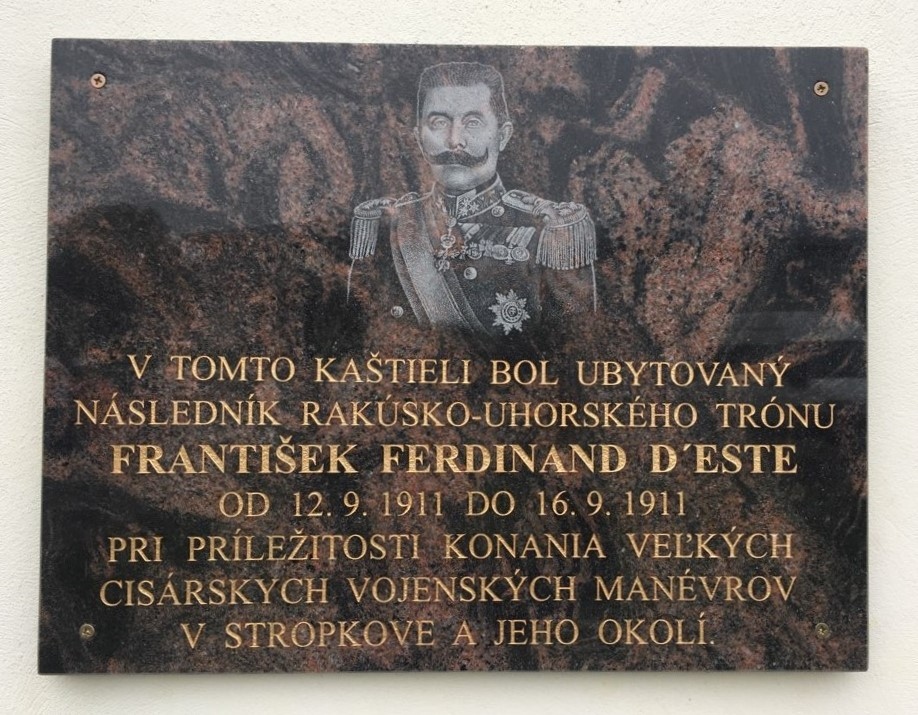 V TOMTO KAŠTIELI BOL UBYTOVANÝ
NÁSLEDNÍK RAKÚSKO-UHORSKÉHO TRÓNU
FRANTIŠEK FERDINAND D´ESTE
OD 12. 9. 1911 DO 16. 9. 1911
PRI PRÍLEŽITOSTI KONANIA VEĽKÝCH
CISÁRSKYCH VOJENSKÝCH MANÉVROV
V STROPKOVE A JEHO OKOLÍ.